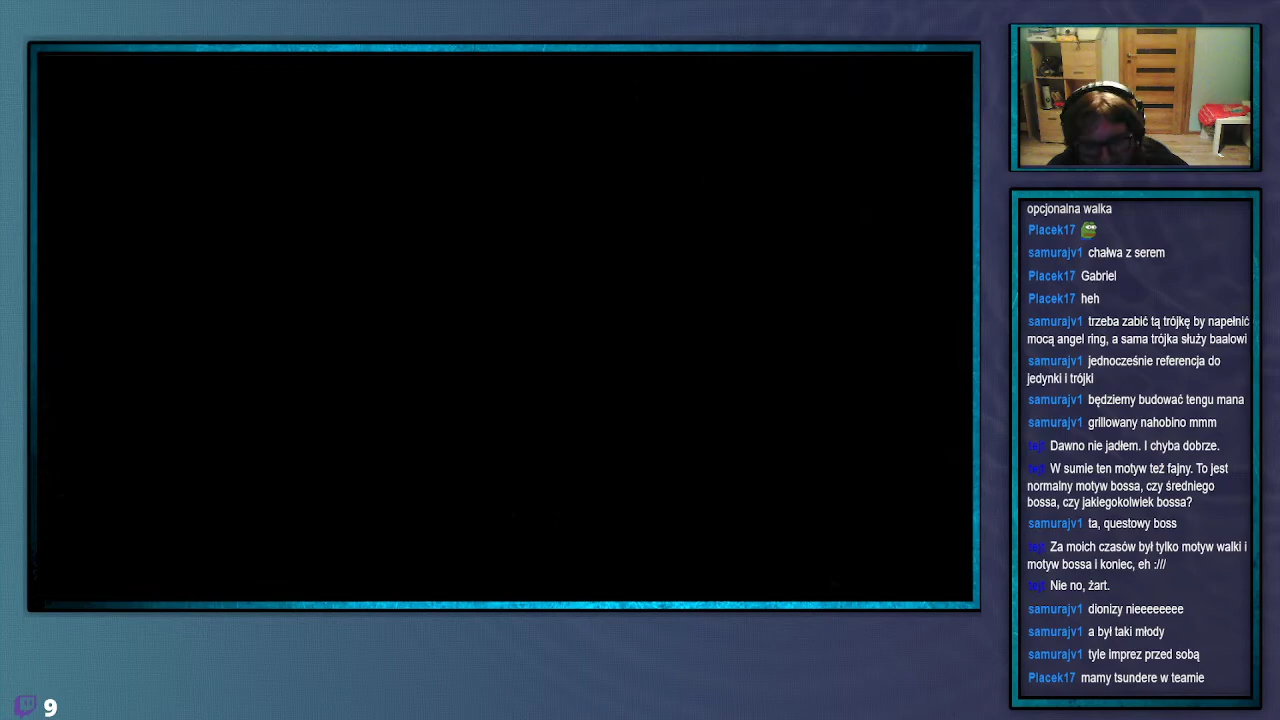 opcjonalna walka
Placek17
samurajv1 chałwa z serem
Placek17 Gabriel
Placek17 heh
samurajv1 trzeba zabić tą trójkę by napełnić
mocą angel ring, a sama trójka służy baalowi
samurajv1 jednocześnie referencja do
jedynki i trójki
samurajv1 będziemy budować tengu mana
samurajv1 grillowany nahobino mmm
Dawno nie jadłem. I chyba dobrze.
W sumie ten motyw też fajny. To jest
normalny motyw bossa, czy średniego
bossa, czy jakiegokolwiek bossa?
samurajv1 ta, questowy boss
Za moich czasów był tylko motyw walki i
motyw bossa i koniec, eh :///
Nie no, żart.
samurajv1 dionizy nieeeeeeee
samurajv1 a był taki młody
samurajv1 tyle imprez przed sobą
Placek17 mamy tsundere w teamie
9